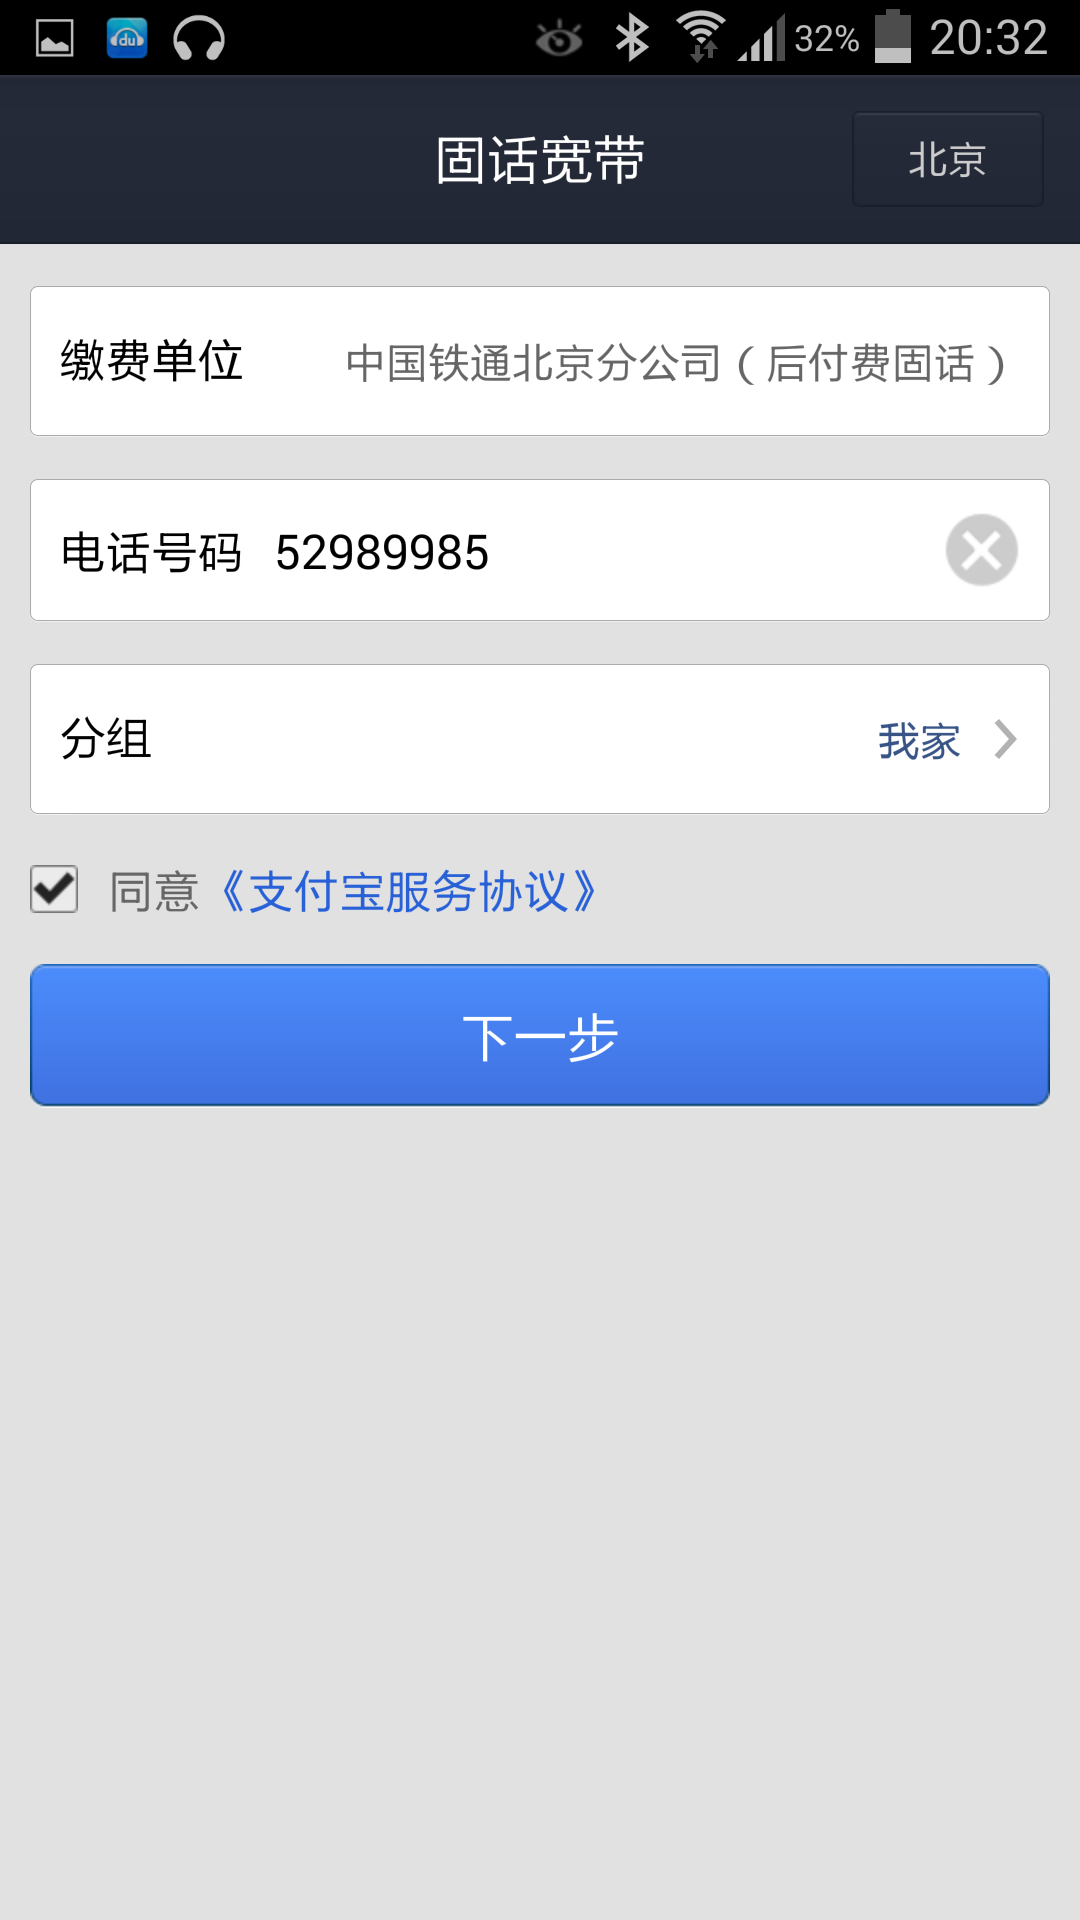 du 32% 20:32
固话宽带 北京
缴费单位 中国铁通北京分公司（后付费固话）
电话号码 52989985
分组 我家
同意《支付宝服务协议》
下一步